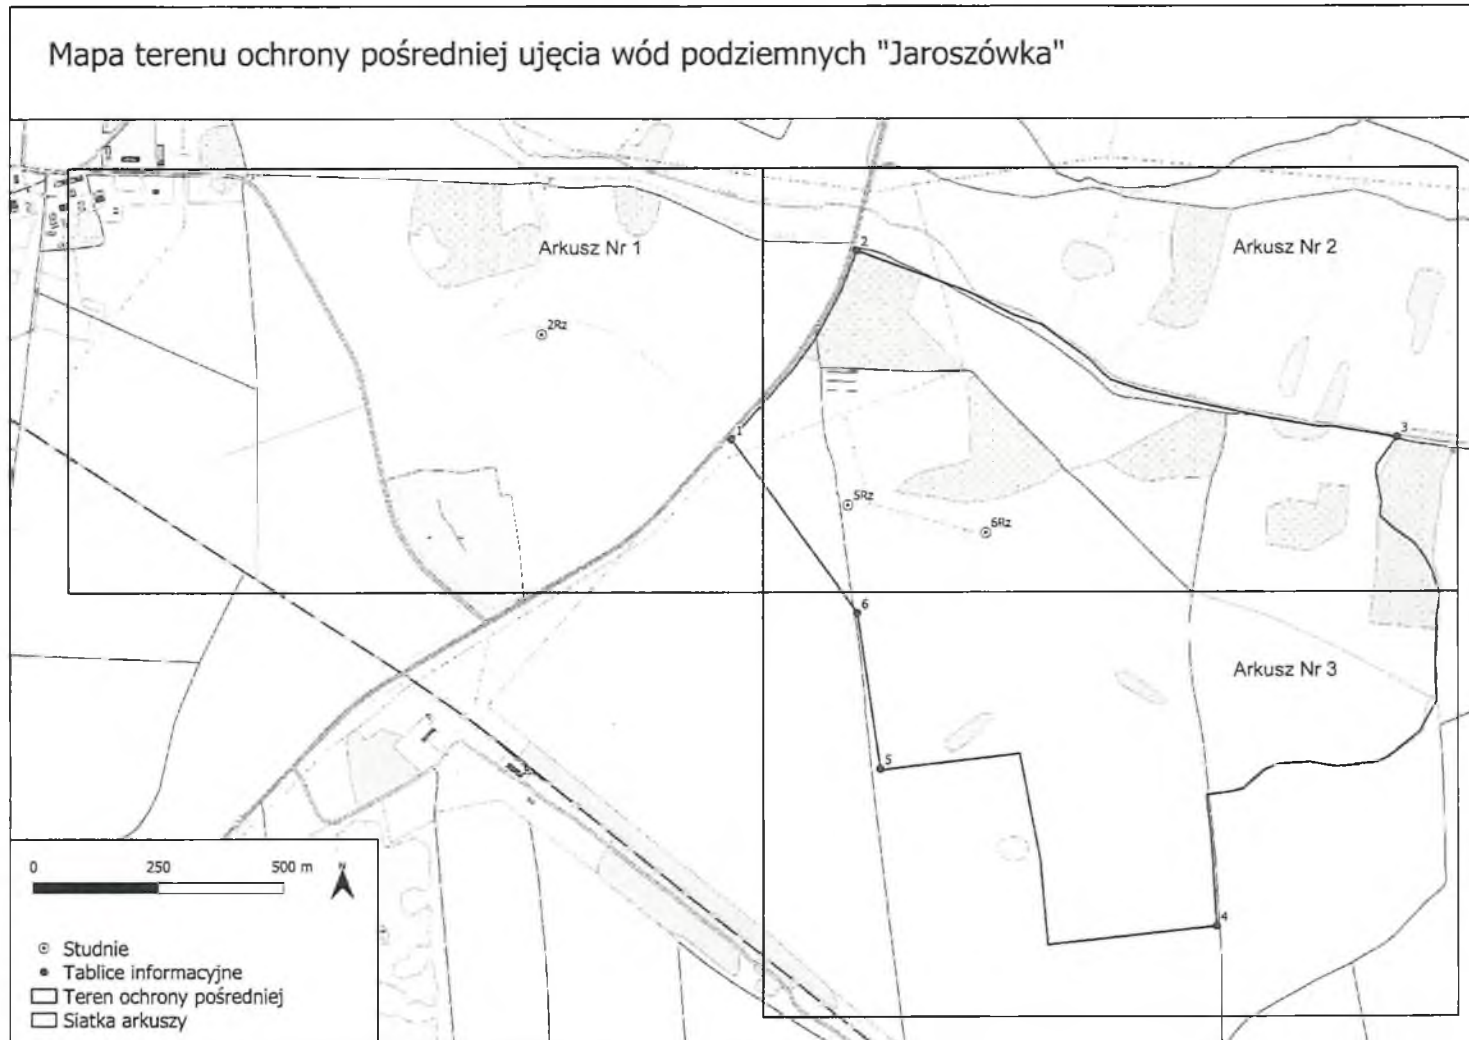 Mapa terenu ochrony pośredniej ujęcia wód podziemnych "Jaroszówka"
Arkusz Nr 1
2
Arkusz Nr 2
2Rz
1
3
5Rz
6Rz
6
Arkusz Nr 3
5
4
0 250 500 m
N
Studnie
Tablice informacyjne
Teren ochrony pośredniej
Siatka arkuszy